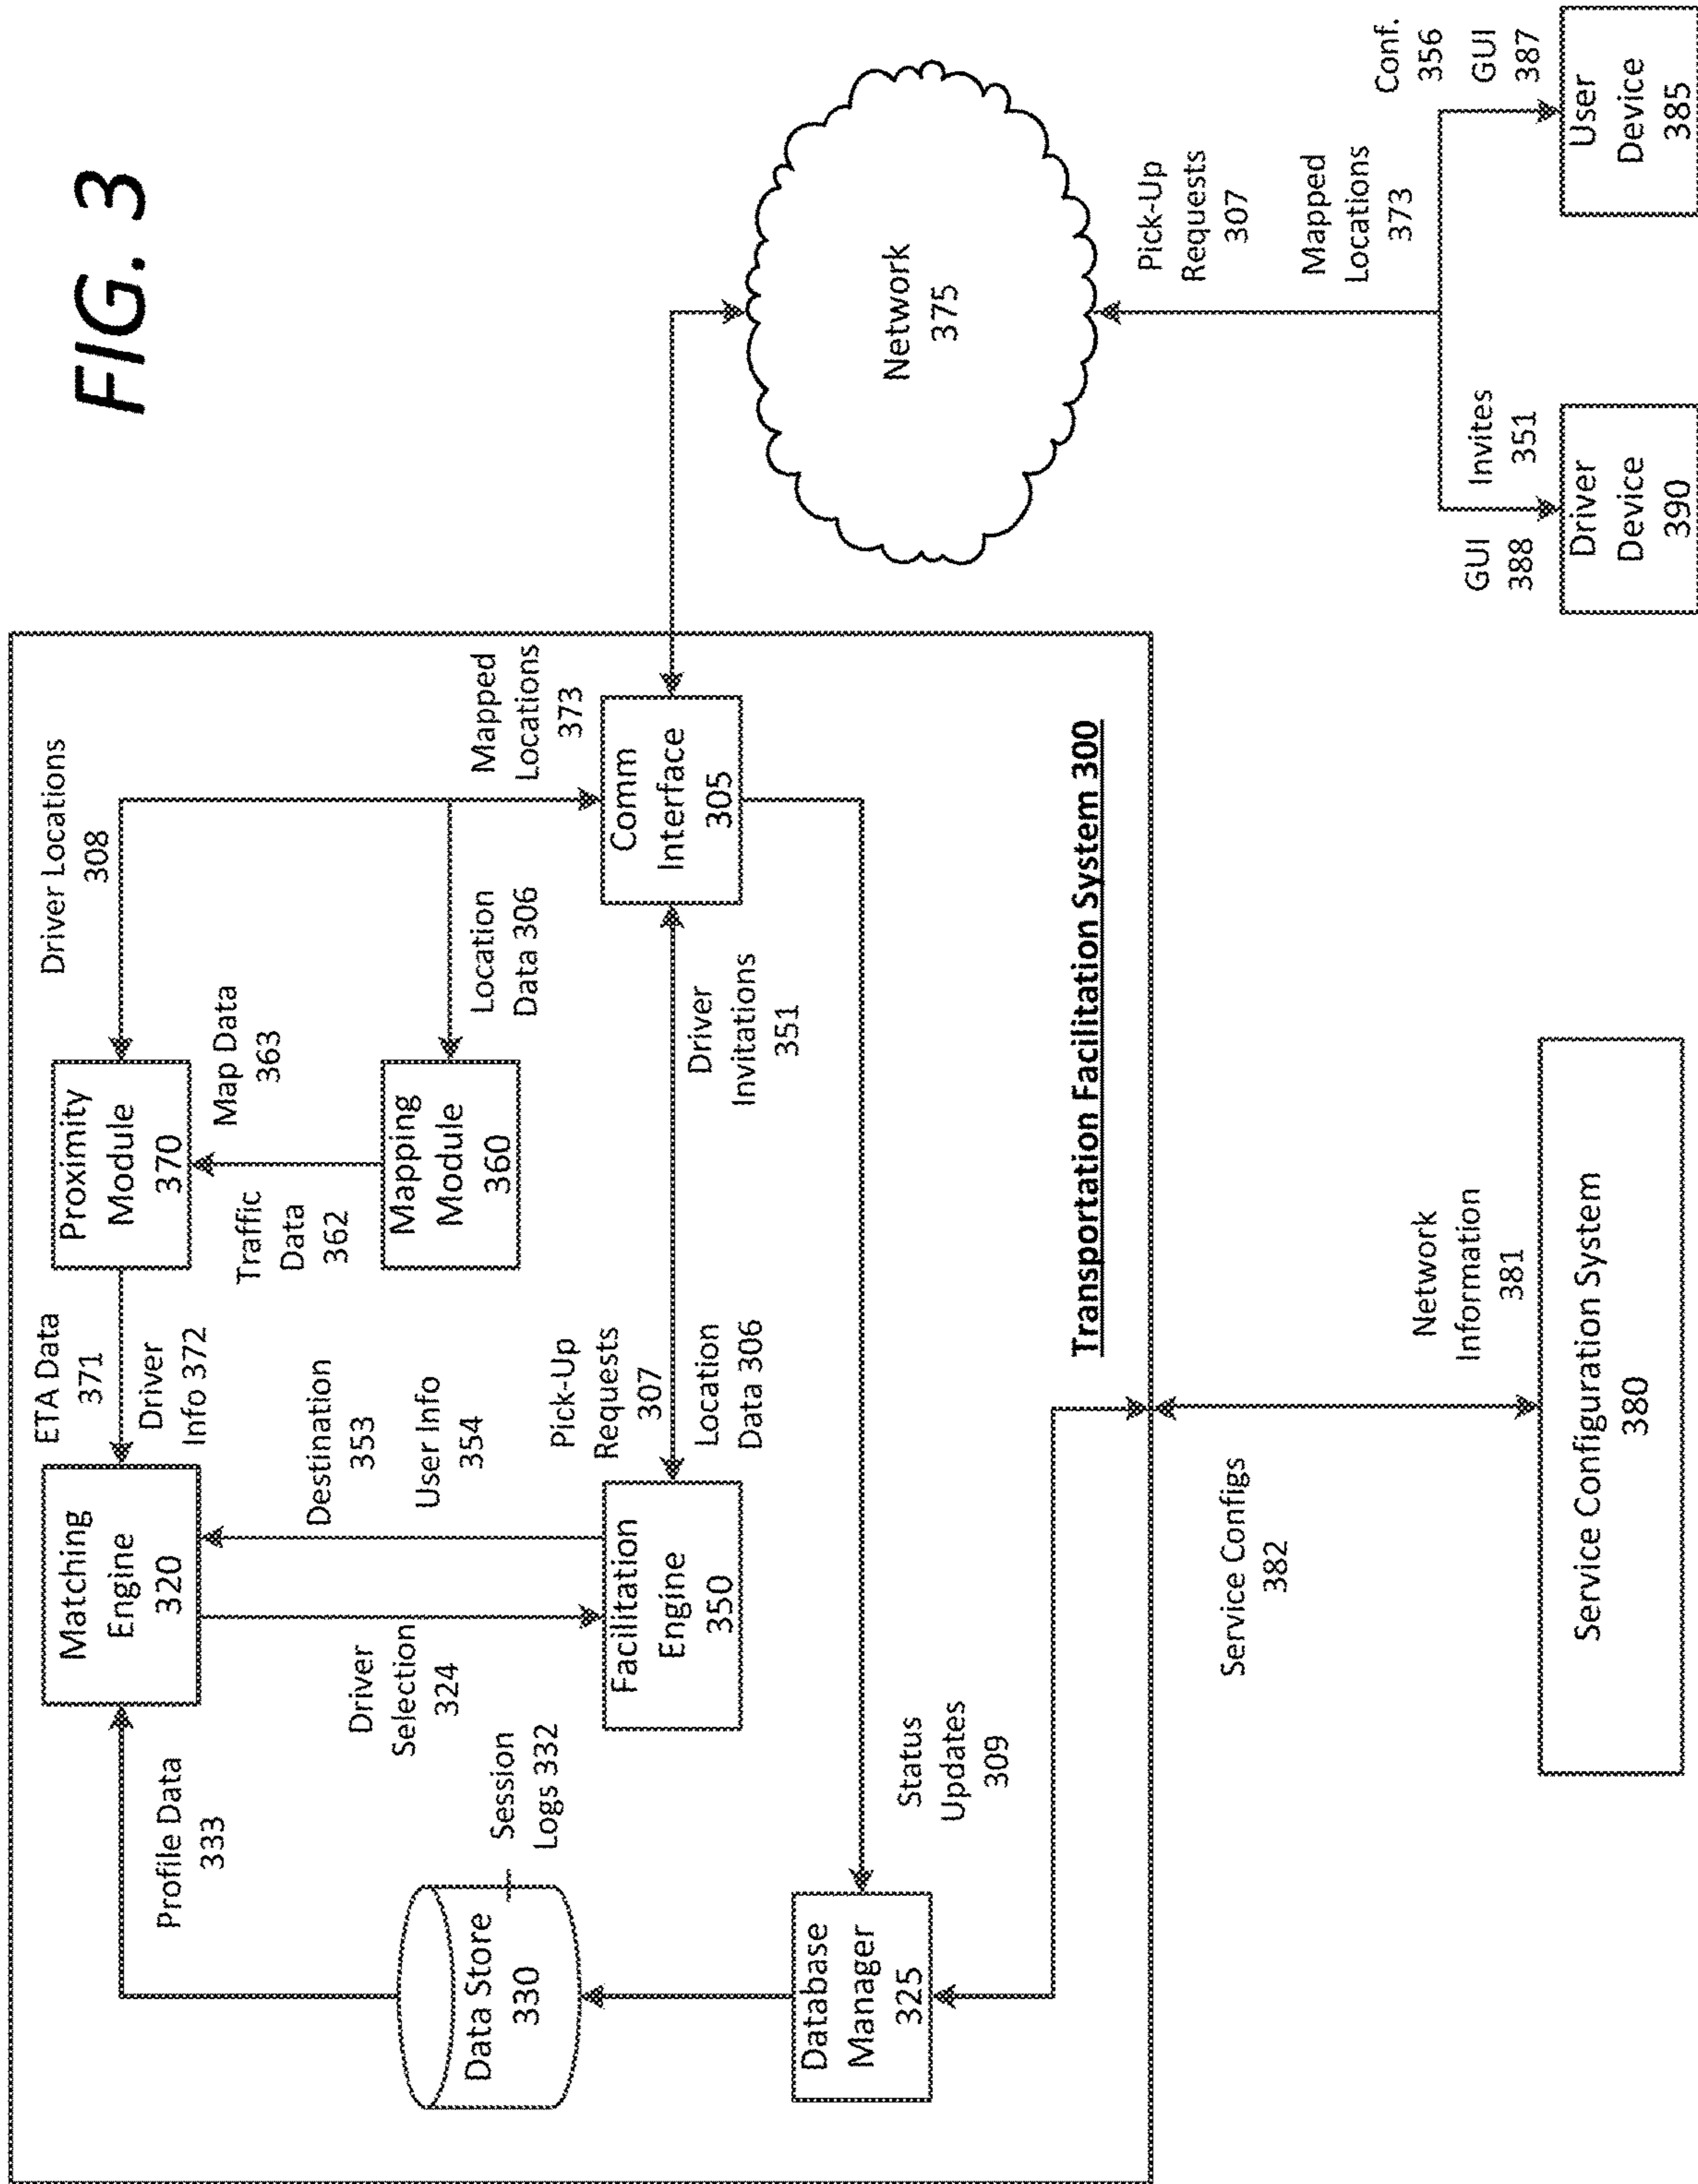 FIG. 3
Profile Data
333
Matching
Engine
320
ETA Data
371
Driver
Info 372
Proximity
Module
370
Driver Locations
308
Map Data
363
Traffic
Data
362
Mapping
Module
360
Location
Data 306
Mapped
Locations
373
Destination
353
User Info
354
Driver
Selection
324
Session
Logs 332
Data Store
330
Facilitation
Engine
350
Pick-Up
Requests
307
Location
Data 306
Driver
Invitations
351
Comm
Interface
305
Network
375
Database
Manager
325
Status
Updates
309
Transportation Facilitation System 300
Pick-Up
Requests
307
Mapped
Locations
373
Service Configs
382
Network
Information
381
Service Configuration System
380
GUI
388
Invites
351
Conf.
356
GUI
387
Driver
Device
390
User
Device
385